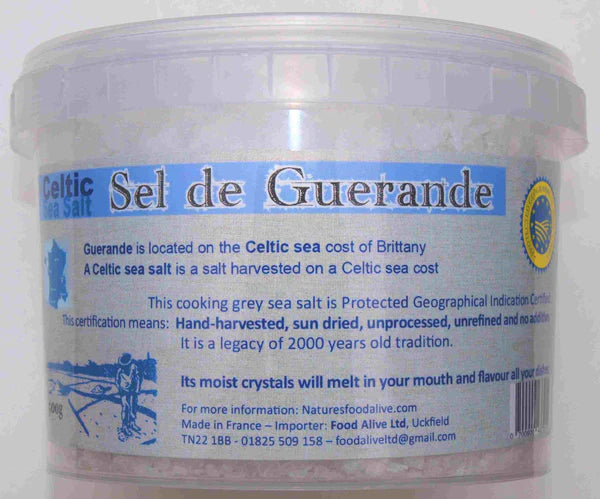 Celtic
Sea Salt
Sel de Guerande
Guerande is located on the Celtic sea cost of Brittany
A Celtic sea salt is a salt harvested on a Celtic sea cost
This cooking grey sea salt is Protected Geographical Indication Certified
This certification means: Hand-harvested, sun dried, unprocessed, unrefined and no
It is a legacy of 2000 years old tradition.
Its moist crystals will melt in your mouth and flavour all your dishes
For more information: Naturesfoodalive.com
Made in France – Importer: Food Alive Ltd, Uckfield
TN22 1BB - 01825 509 158 – foodaliveltd@gmail.com